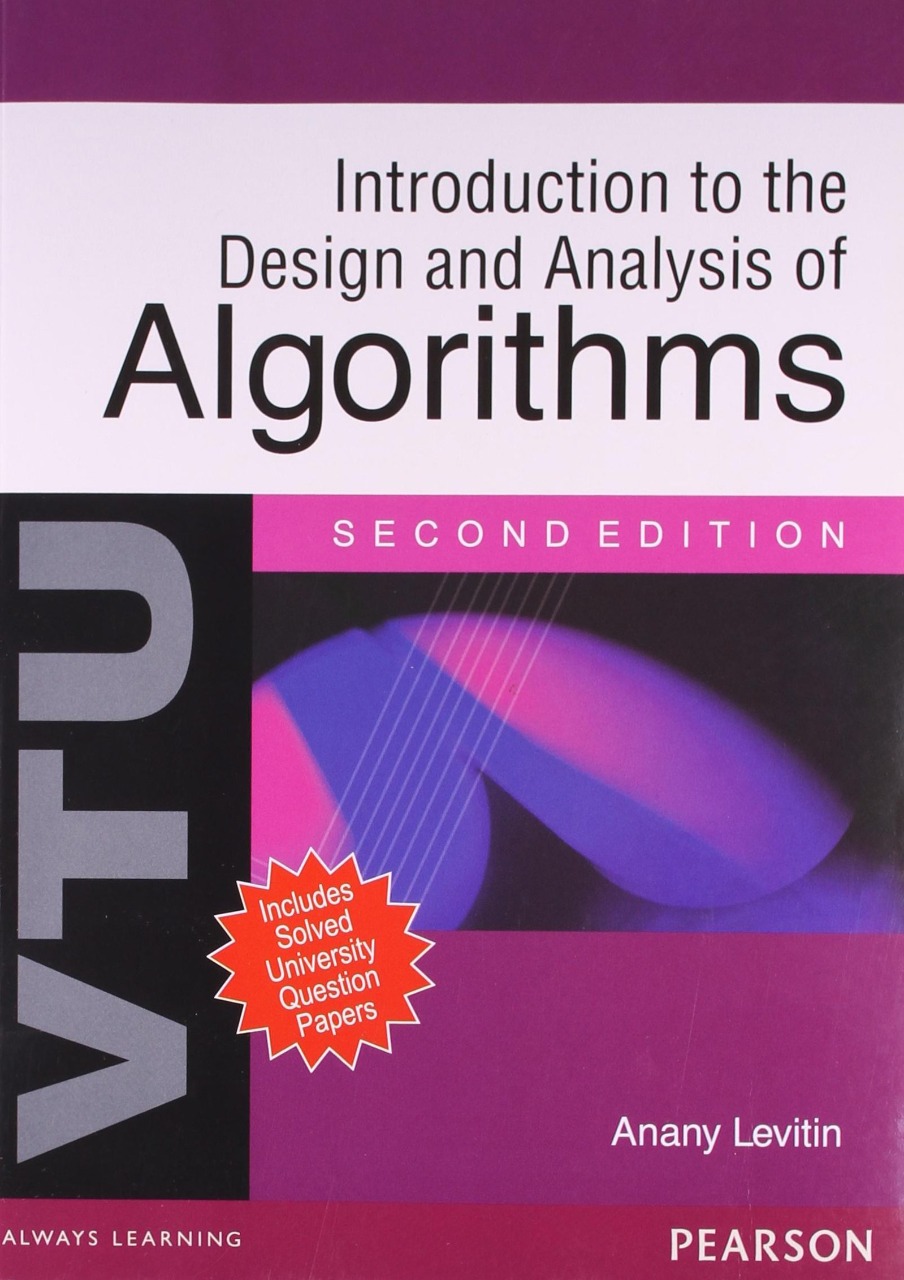 Introduction to the
Design and Analysis of
Algorithms
SECOND EDITION
VTU
Includes
Solved
University
Question
Papers
Anany Levitin
ALWAYS LEARNING
PEARSON